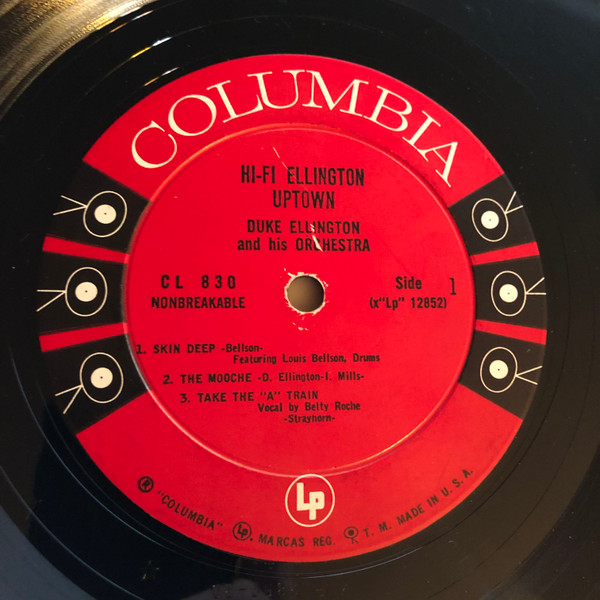 COLUMBIA
HI-FI ELLINGTON
UPTOWN
DUKE ELLINGTON
and his ORCHESTRA
CL 830
NONBREAKABLE
Side 1
(x"Lp" 12852)
1. SKIN DEEP -Bellson-
Featuring Louis Bellson, Drums
2. THE MOOCHE -D. Ellington-I. Mills-
3. TAKE THE "A" TRAIN
Vocal by Betty Roche
-Strayhorn-
Lp
® "COLUMBIA" Lp. MARCAS REG. T. M. MADE IN U. S. A.